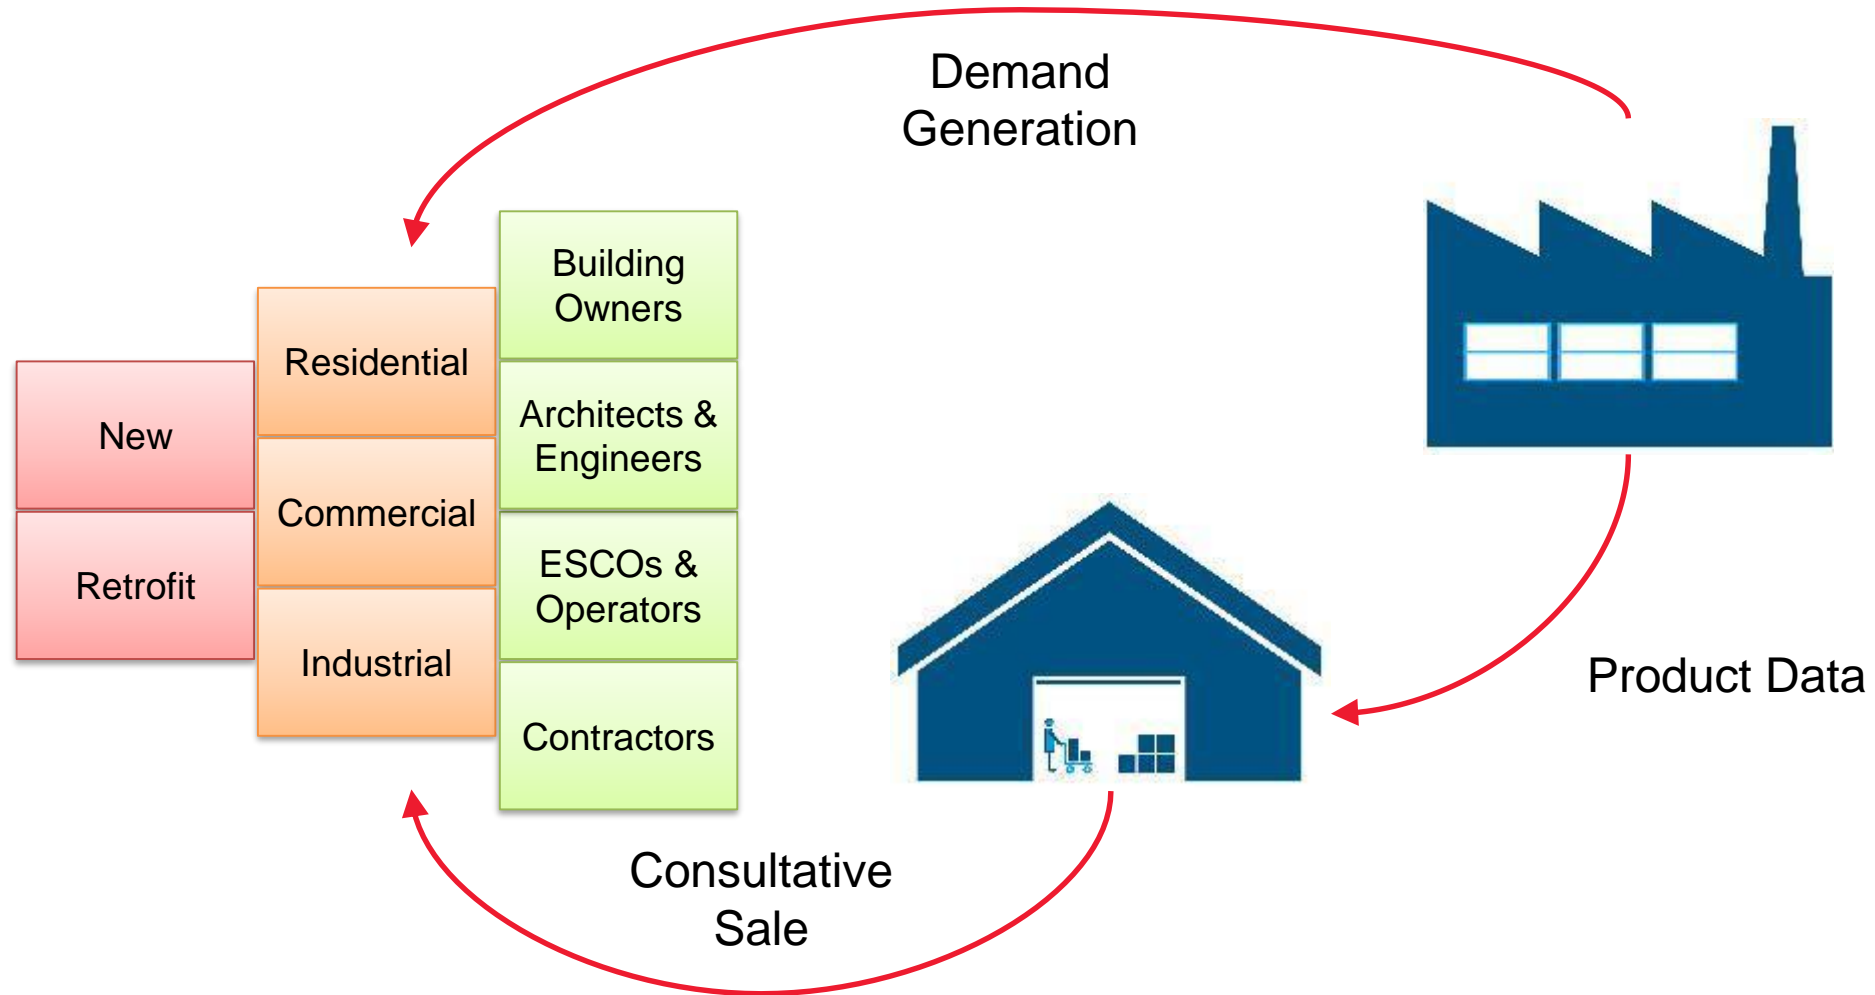 Demand
Generation
New
Retrofit
Residential
Commercial
Industrial
Building
Owners
Architects &
Engineers
ESCOs &
Operators
Contractors
Product Data
Consultative
Sale